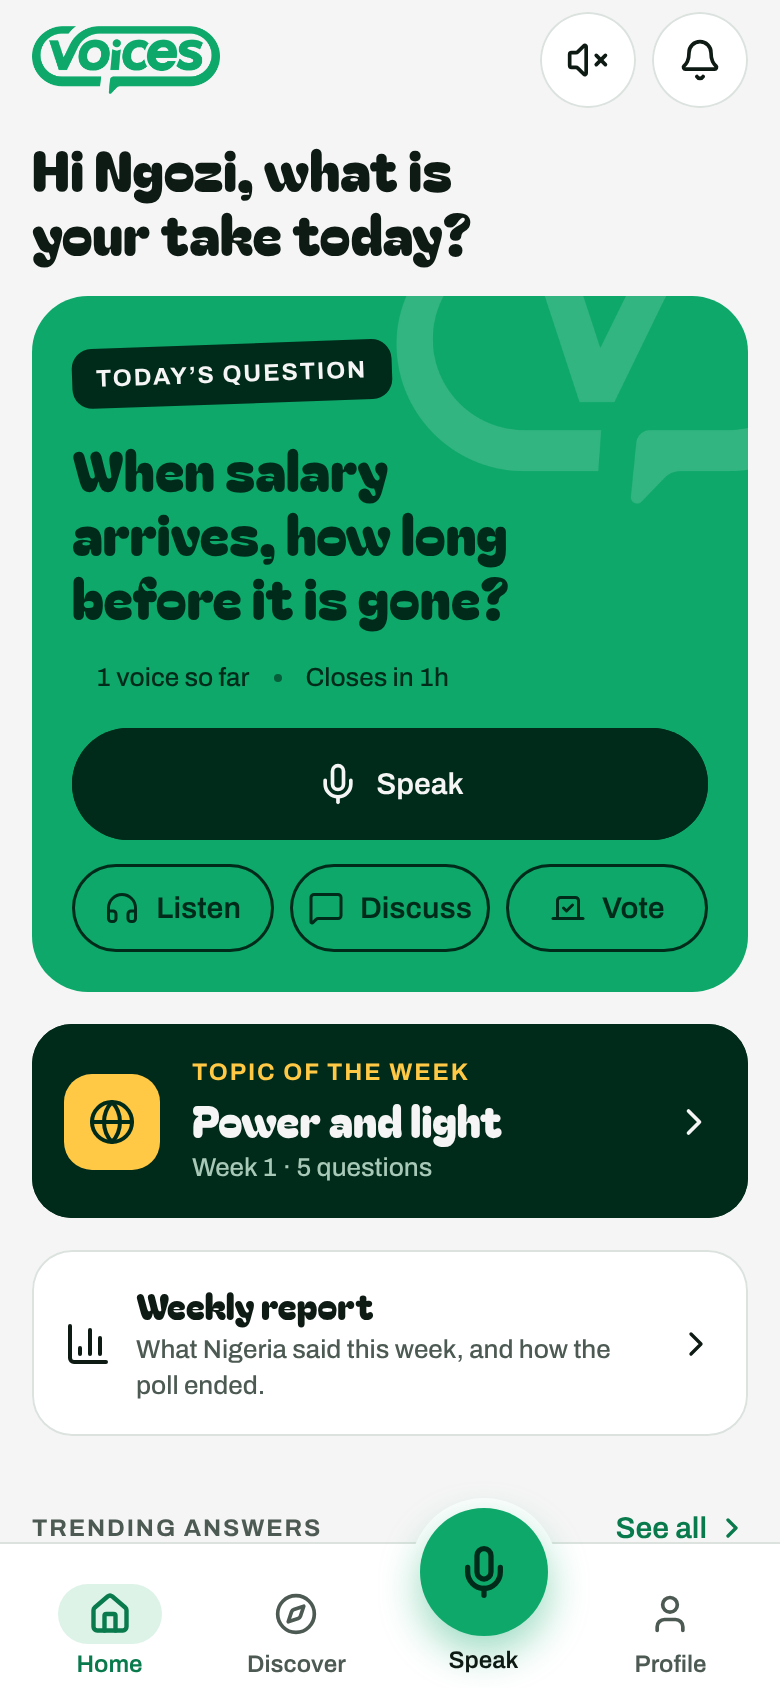 Voices
Hi Ngozi, what is
your take today?
TODAY’S QUESTION
When salary
arrives, how long
before it is gone?
1 voice so far • Closes in 1h
Speak
Listen
Discuss
Vote
TOPIC OF THE WEEK
Power and light
Week 1 · 5 questions
Weekly report
What Nigeria said this week, and how the
poll ended.
TRENDING ANSWERS
See all
Home
Discover
Speak
Profile